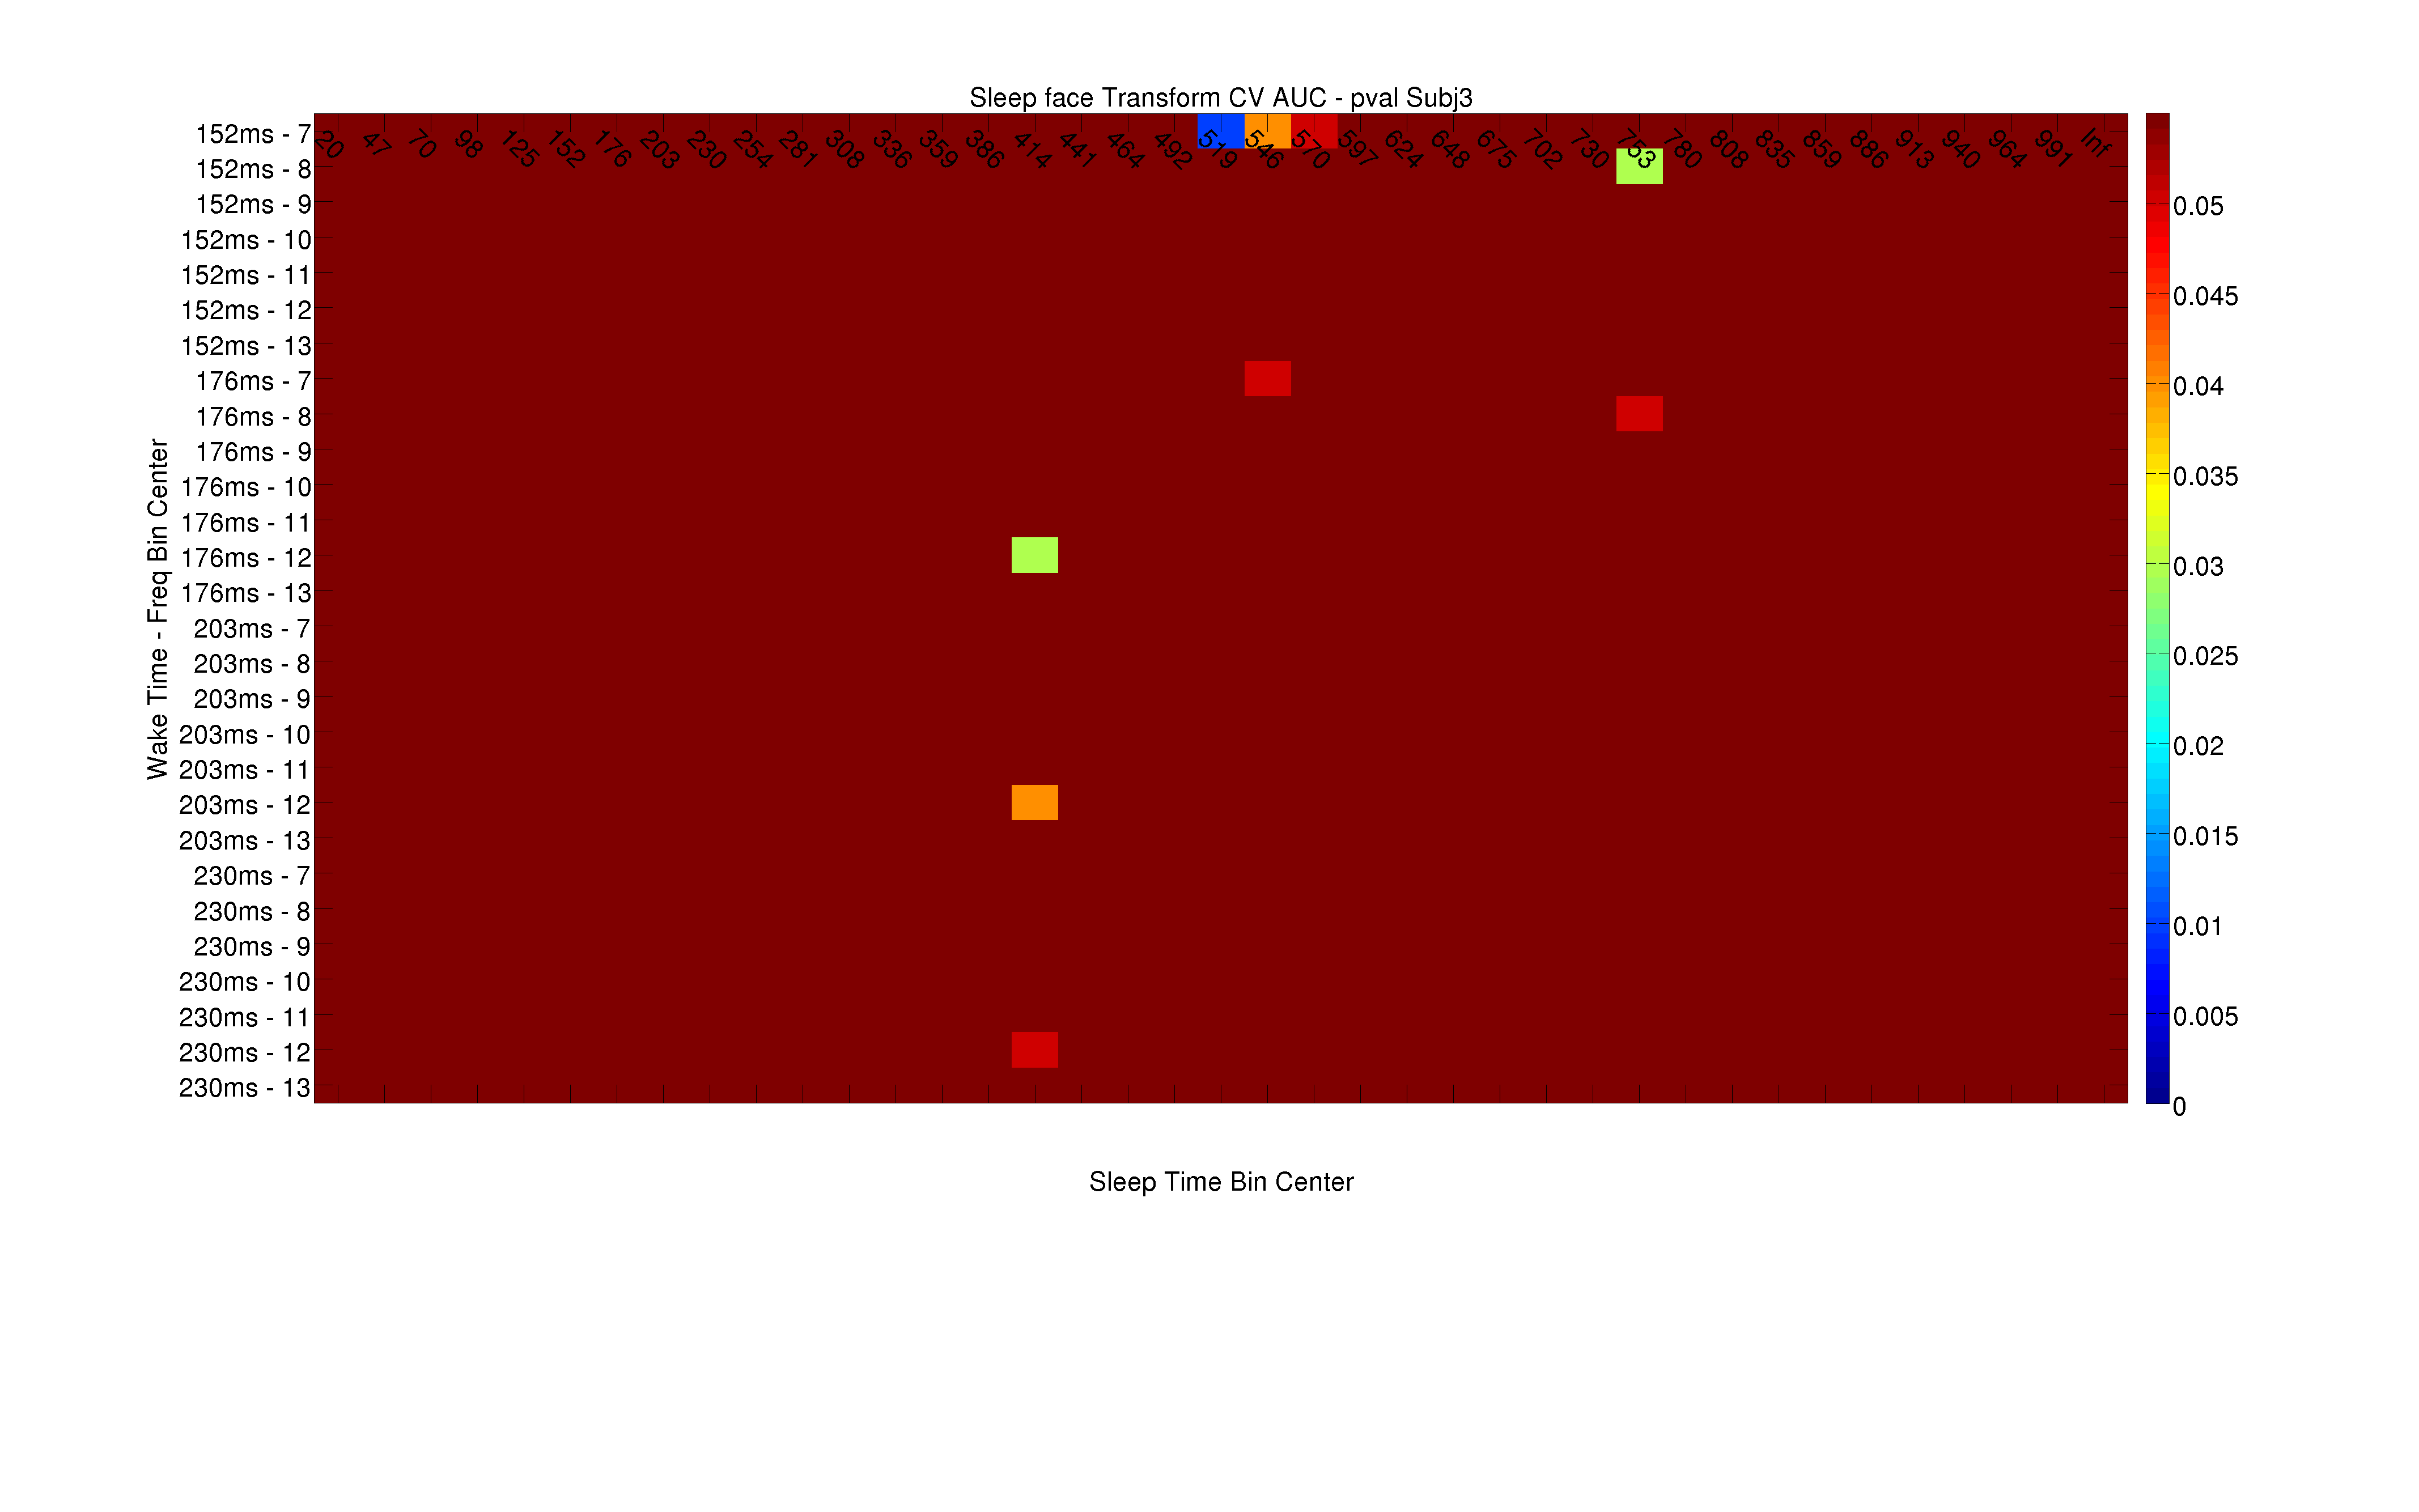 Sleep face Transform CV AUC - pval Subj3
20 47 70 98 125 152 176 203 230 254 281 308 336 359 386 414 441 464 492 519 546 570 597 624 648 675 702 730 753 780 808 835 859 886 913 940 964 991 Inf
152ms - 7
152ms - 8
152ms - 9
152ms - 10
152ms - 11
152ms - 12
152ms - 13
176ms - 7
176ms - 8
176ms - 9
176ms - 10
176ms - 11
176ms - 12
176ms - 13
203ms - 7
203ms - 8
203ms - 9
203ms - 10
203ms - 11
203ms - 12
203ms - 13
230ms - 7
230ms - 8
230ms - 9
230ms - 10
230ms - 11
230ms - 12
230ms - 13
Wake Time - Freq Bin Center
Sleep Time Bin Center
0.05
0.045
0.04
0.035
0.03
0.025
0.02
0.015
0.01
0.005
0